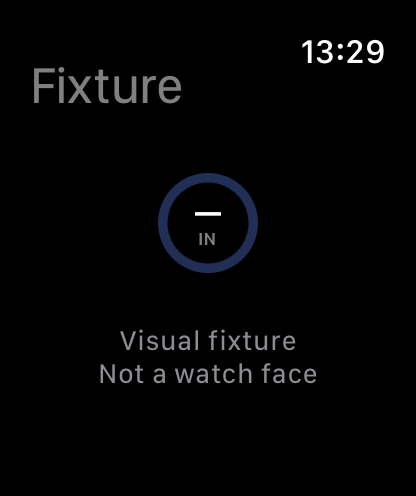 13:29
Fixture
—
IN
Visual fixture
Not a watch face